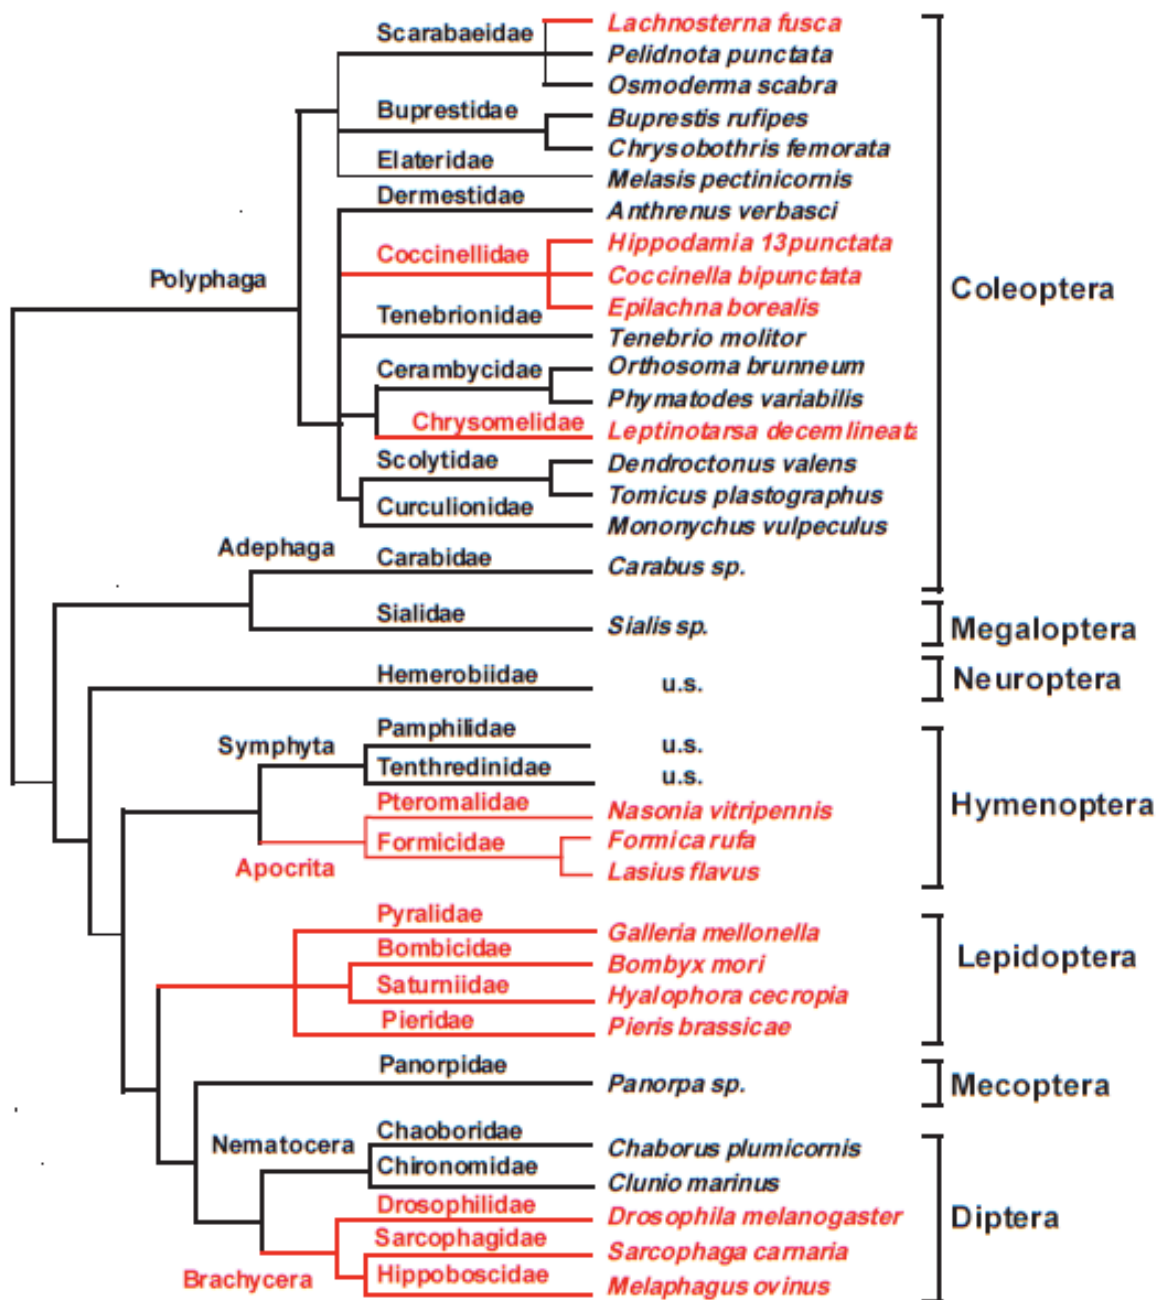 Scarabaeidae
Lachnosterna fusca
Pelidnota punctata
Osmoderma scabra
Buprestidae
Buprestis rufipes
Chrysobothris femorata
Elateridae
Melasis pectinicornis
Dermestidae
Anthrenus verbasci
Polyphaga
Coccinellidae
Hippodamia 13punctata
Coccinella bipunctata
Epilachna borealis
Coleoptera
Tenebrionidae
Tenebrio molitor
Cerambycidae
Orthosoma brunneum
Phymatodes variabilis
Chrysomelidae
Leptinotarsa decemlineata
Scolytidae
Dendroctonus valens
Tomicus plastographus
Curculionidae
Mononychus vulpeculus
Adephaga
Carabidae
Carabus sp.
Sialidae
Sialis sp.
Megaloptera
Hemerobiidae
u.s.
Neuroptera
Symphyta
Pamphilidae
u.s.
Tenthredinidae
u.s.
Pteromalidae
Nasonia vitripennis
Hymenoptera
Formicidae
Formica rufa
Lasius flavus
Apocrita
Pyralidae
Galleria mellonella
Bombicidae
Bombyx mori
Lepidoptera
Saturniidae
Hyalophora cecropia
Pieridae
Pieris brassicae
Panorpidae
Panorpa sp.
Mecoptera
Nematocera
Chaoboridae
Chaborus plumicornis
Chironomidae
Clunio marinus
Drosophilidae
Drosophila melanogaster
Diptera
Sarcophagidae
Sarcophaga carnaria
Brachycera
Hippoboscidae
Melaphagus ovinus